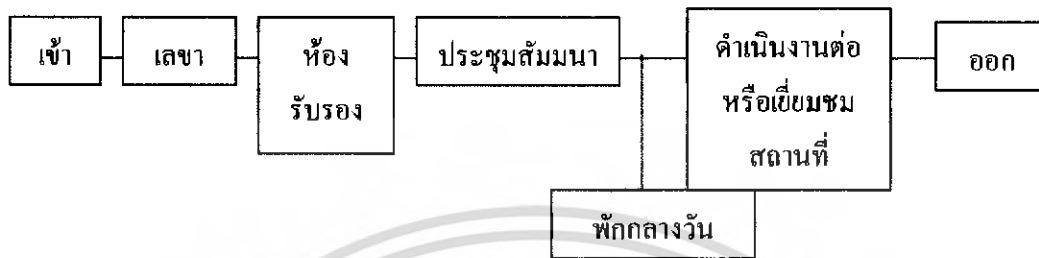 เข้า
เลขา
ห้อง
รับรอง
ประชุมสัมมนา
ดำเนินงานต่อ
หรือเยี่ยมชม
สถานที่
ออก
พักกลางวัน